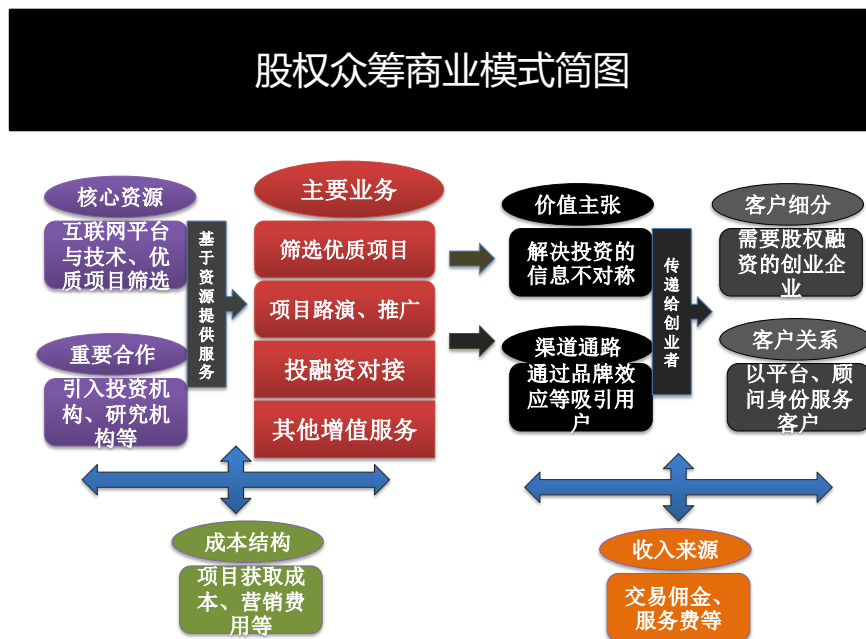 股权众筹商业模式简图
核心资源
互联网平台
与技术、优
质项目筛选
重要合作
引入投资机
构、研究机
构等
基于资源提供服务
主要业务
筛选优质项目
项目路演、推广
投融资对接
其他增值服务
价值主张
解决投资的
信息不对称
渠道通路
通过品牌效
应等吸引用
户
传递给创业者
客户细分
需要股权融
资的创业企
业
客户关系
以平台、顾
问身份服务
客户
成本结构
项目获取成
本、营销费
用等
收入来源
交易佣金、
服务费等